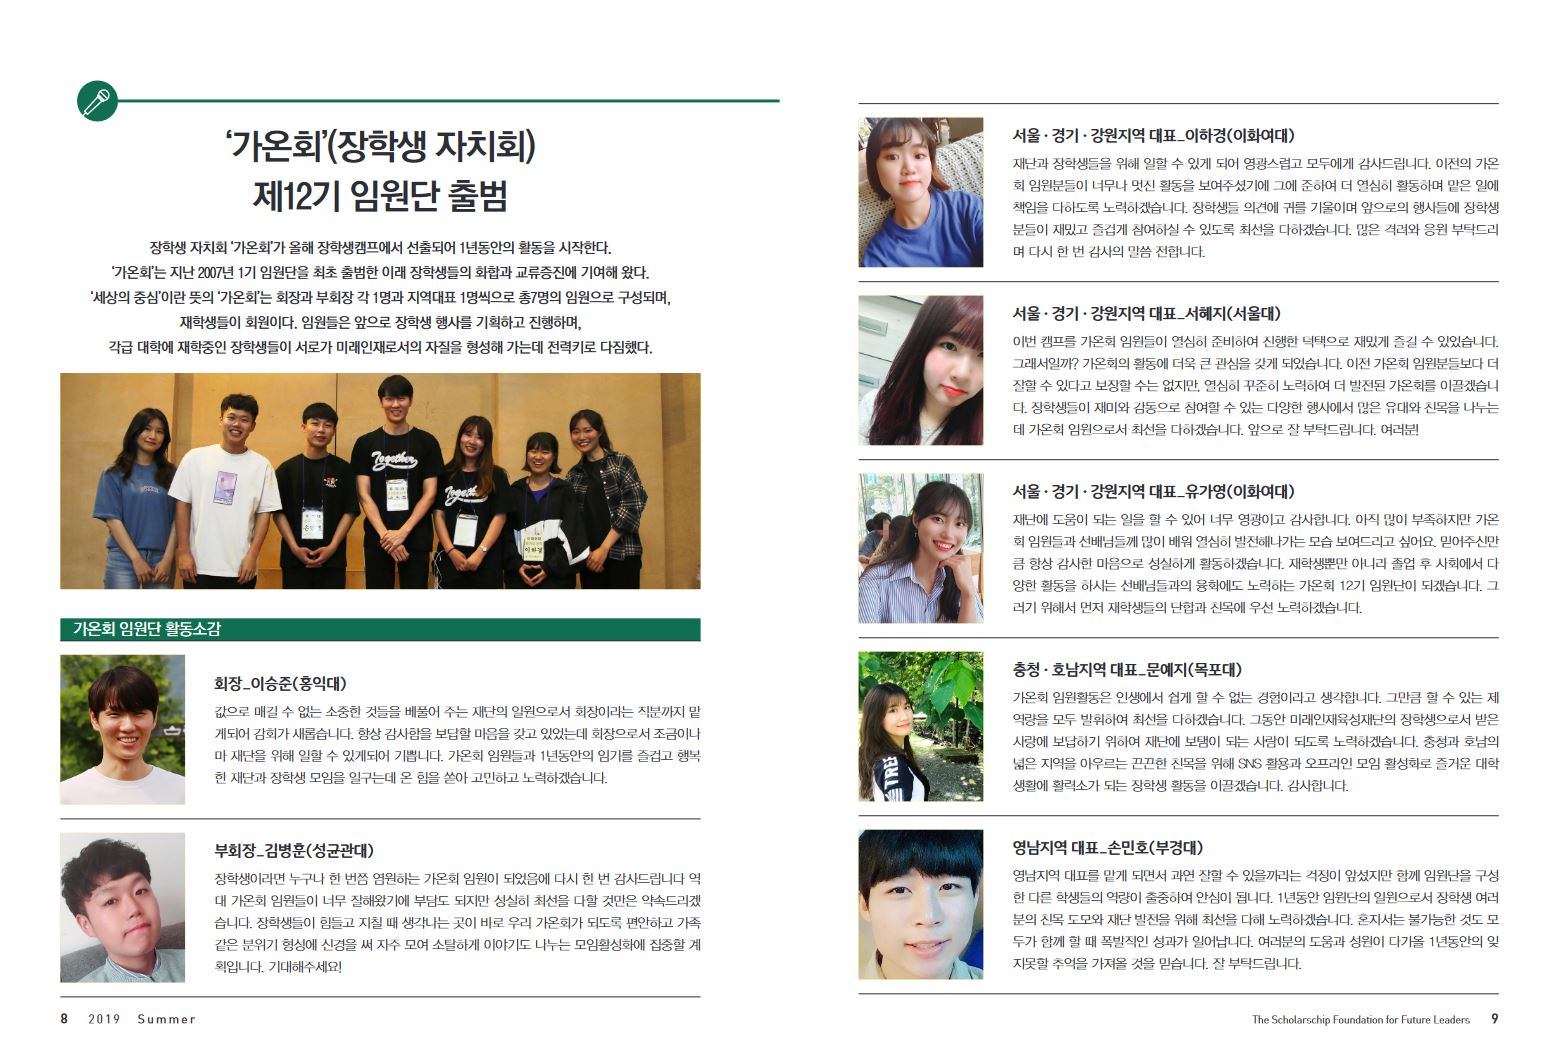 ‘가온회’(장학생 자치회)
제12기 임원단 출범
장학생 자치회 ‘가온회’가 올해 장학생캠프에서 선출되어 1년동안의 활동을 시작한다.
‘가온회’는 지난 2007년 1기 임원단을 최초 출범한 이래 장학생들의 화합과 교류증진에 기여해 왔다.
‘세상의 중심’이란 뜻의 ‘가온회’는 회장과 부회장 각 1명과 지역대표 1명씩으로 총7명의 임원으로 구성되며,
재학생들이 회원이다. 임원들은 앞으로 장학생 행사를 기획하고 진행하며,
각급 대학에 재학중인 장학생들이 서로가 미래인재로서의 자질을 형성해 가는데 전력키로 다짐했다.
Together
Together
이하경
가온회 임원단 활동소감
회장_이승준(홍익대)
값으로 매길 수 없는 소중한 것들을 베풀어 주는 재단의 일원으로서 회장이라는 직분까지 맡
게되어 감회가 새롭습니다. 항상 감사함을 보답할 마음을 갖고 있었는데 회장으로서 조금이나
마 재단을 위해 일할 수 있게되어 기쁩니다. 가온회 임원들과 1년동안의 임기를 즐겁고 행복
한 재단과 장학생 모임을 일구는데 온 힘을 쏟아 고민하고 노력하겠습니다.
부회장_김병훈(성균관대)
장학생이라면 누구나 한 번쯤 염원하는 가온회 임원이 되었음에 다시 한 번 감사드립니다 역
대 가온회 임원들이 너무 잘해왔기에 부담도 되지만 성실히 최선을 다할 것만은 약속드리겠
습니다. 장학생들이 힘들고 지칠 때 생각나는 곳이 바로 우리 가온회가 되도록 편안하고 가족
같은 분위기 형성에 신경을 써 자주 모여 소탈하게 이야기도 나누는 모임활성화에 집중할 계
획입니다. 기대해주세요!
8 2019 Summer
서울 · 경기 · 강원지역 대표_이하경(이화여대)
재단과 장학생들을 위해 일할 수 있게 되어 영광스럽고 모두에게 감사드립니다. 이전의 가온
회 임원분들이 너무나 멋진 활동을 보여주셨기에 그에 준하여 더 열심히 활동하며 맡은 일에
책임을 다하도록 노력하겠습니다. 장학생들 의견에 귀를 기울이며 앞으로의 행사들에 장학생
분들이 재밌고 즐겁게 참여하실 수 있도록 최선을 다하겠습니다. 많은 격려와 응원 부탁드리
며 다시 한 번 감사의 말씀 전합니다.
서울 · 경기 · 강원지역 대표_서혜지(서울대)
이번 캠프를 가온회 임원들이 열심히 준비하여 진행한 덕택으로 재밌게 즐길 수 있었습니다.
그래서일까? 가온회의 활동에 더욱 큰 관심을 갖게 되었습니다. 이전 가온회 임원분들보다 더
잘할 수 있다고 보장할 수는 없지만, 열심히 꾸준히 노력하여 더 발전된 가온회를 이끌겠습니
다. 장학생들이 재미와 감동으로 참여할 수 있는 다양한 행사에서 많은 유대와 친목을 나누는
데 가온회 임원으로서 최선을 다하겠습니다. 앞으로 잘 부탁드립니다. 여러분!
서울 · 경기 · 강원지역 대표_유가영(이화여대)
재단에 도움이 되는 일을 할 수 있어 너무 영광이고 감사합니다. 아직 많이 부족하지만 가온
회 임원들과 선배님들께 많이 배워 열심히 발전해나가는 모습 보여드리고 싶어요. 믿어주신만
큼 항상 감사한 마음으로 성실하게 활동하겠습니다. 재학생뿐만 아니라 졸업 후 사회에서 다
양한 활동을 하시는 선배님들과의 융화에도 노력하는 가온회 12기 임원단이 되겠습니다. 그
러기 위해서 먼저 재학생들의 단합과 친목에 우선 노력하겠습니다.
충청 · 호남지역 대표_문예지(목포대)
가온회 임원활동은 인생에서 쉽게 할 수 없는 경험이라고 생각합니다. 그만큼 할 수 있는 제
역량을 모두 발휘하여 최선을 다하겠습니다. 그동안 미래인재육성재단의 장학생으로서 받은
사랑에 보답하기 위하여 재단에 보탬이 되는 사람이 되도록 노력하겠습니다. 충청과 호남의
넓은 지역을 아우르는 끈끈한 친목을 위해 SNS 활용과 오프라인 모임 활성화로 즐거운 대학
생활에 활력소가 되는 장학생 활동을 이끌겠습니다. 감사합니다.
영남지역 대표_손민호(부경대)
영남지역 대표를 맡게 되면서 과연 잘할 수 있을까라는 걱정이 앞섰지만 함께 임원단을 구성
한 다른 학생들의 역량이 출중하여 안심이 됩니다. 1년동안 임원단의 일원으로서 장학생 여러
분의 친목 도모와 재단 발전을 위해 최선을 다해 노력하겠습니다. 혼자서는 불가능한 것도 모
두가 함께 할 때 폭발적인 성과가 일어납니다. 여러분의 도움과 성원이 다가올 1년동안의 잊
지못할 추억을 가져올 것을 믿습니다. 잘 부탁드립니다.
The Scholarschip Foundation for Future Leaders 9